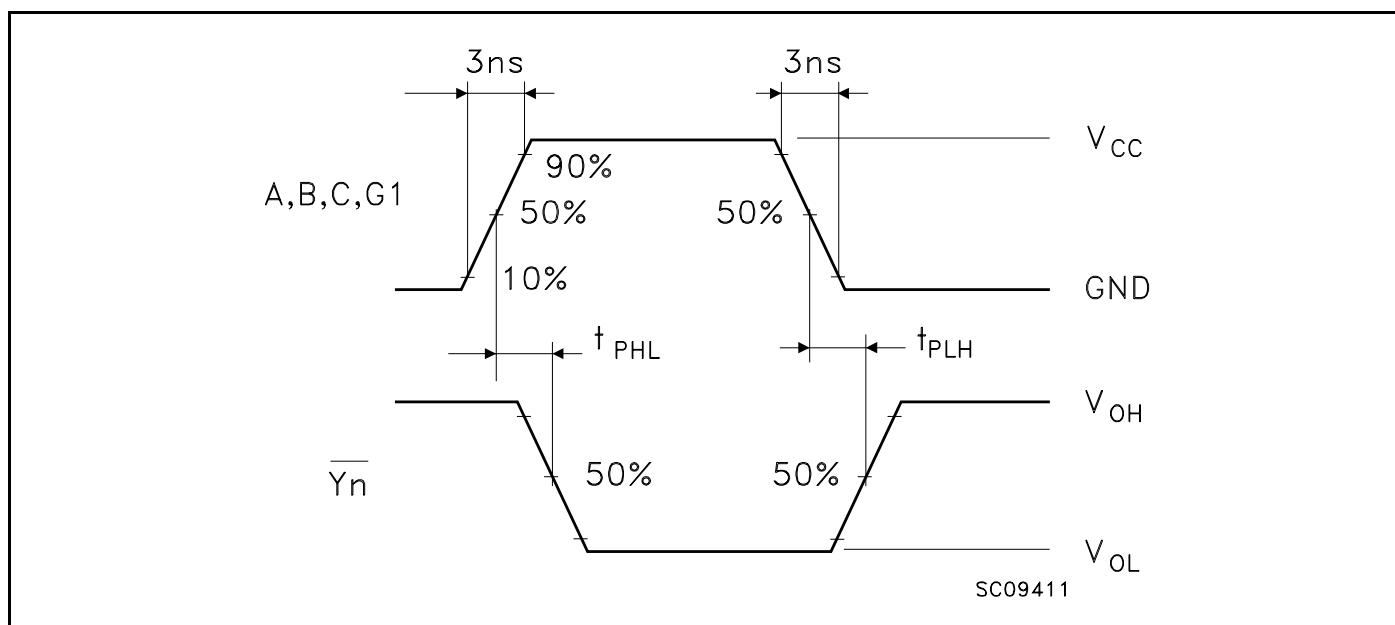 3ns 3ns
V CC
90%
A,B,C,G1
50% 50%
10%
GND
t PHL t PLH
V OH
Yn
50% 50%
V OL
SC09411